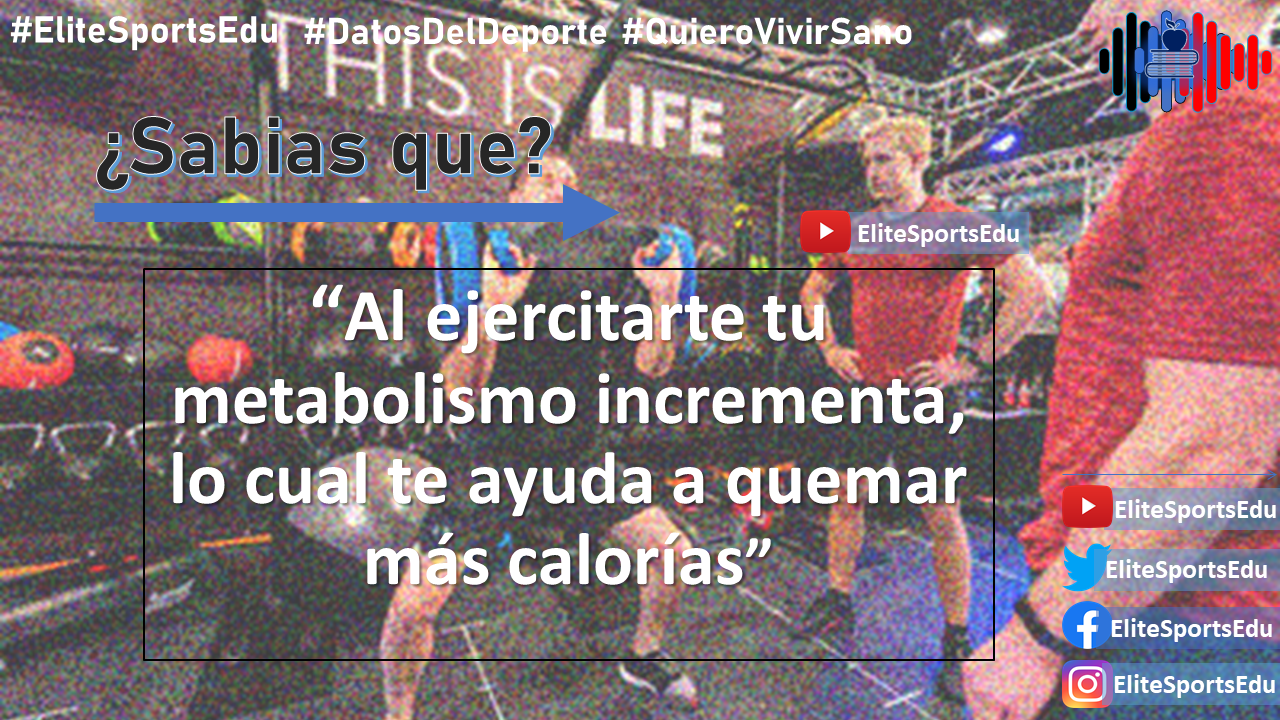 #EliteSportsEdu #DatosDelDeporte #QuieroVivirSano
THIS IS LIFE
¿Sabias que?
EliteSportsEdu
“Al ejercitarte tu
metabolismo incrementa,
lo cual te ayuda a quemar
más calorías”
EliteSportsEdu
EliteSportsEdu
EliteSportsEdu
EliteSportsEdu